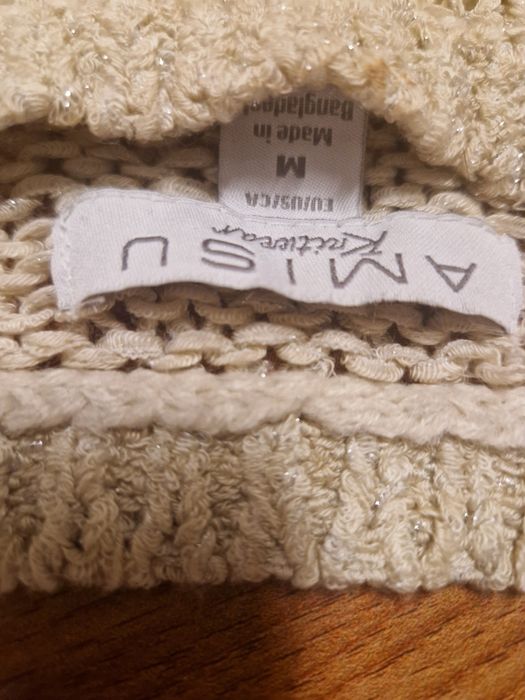 AMISU
Knitwear
EU/US/CA
M
Made in
Bangladesh